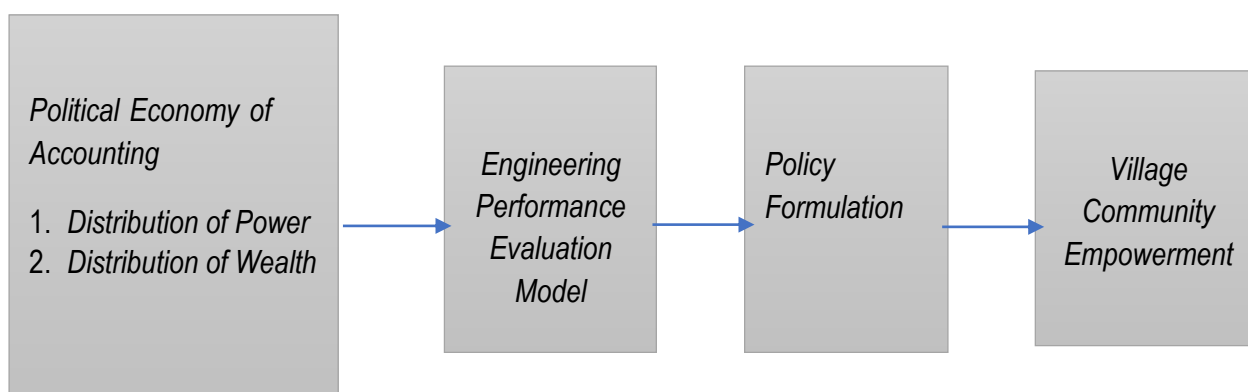 Political Economy of
Accounting
1. Distribution of Power
2. Distribution of Wealth
Engineering
Performance
Evaluation
Model
Policy
Formulation
Village
Community
Empowerment